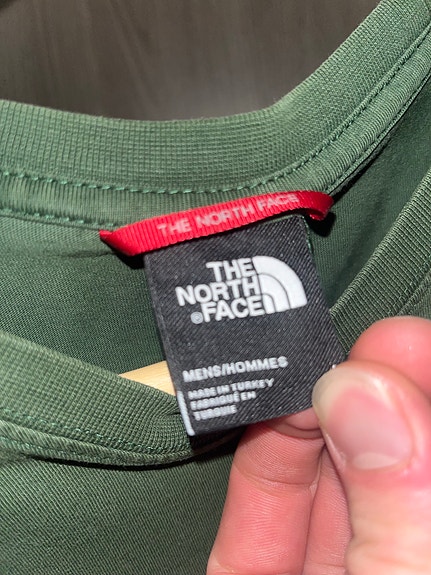 THE NORTH FACE
THE
NORTH
®FACE
MENS/HOMMES
MADE IN TURKEY
FABRIQUÉ EN
TURQUIE